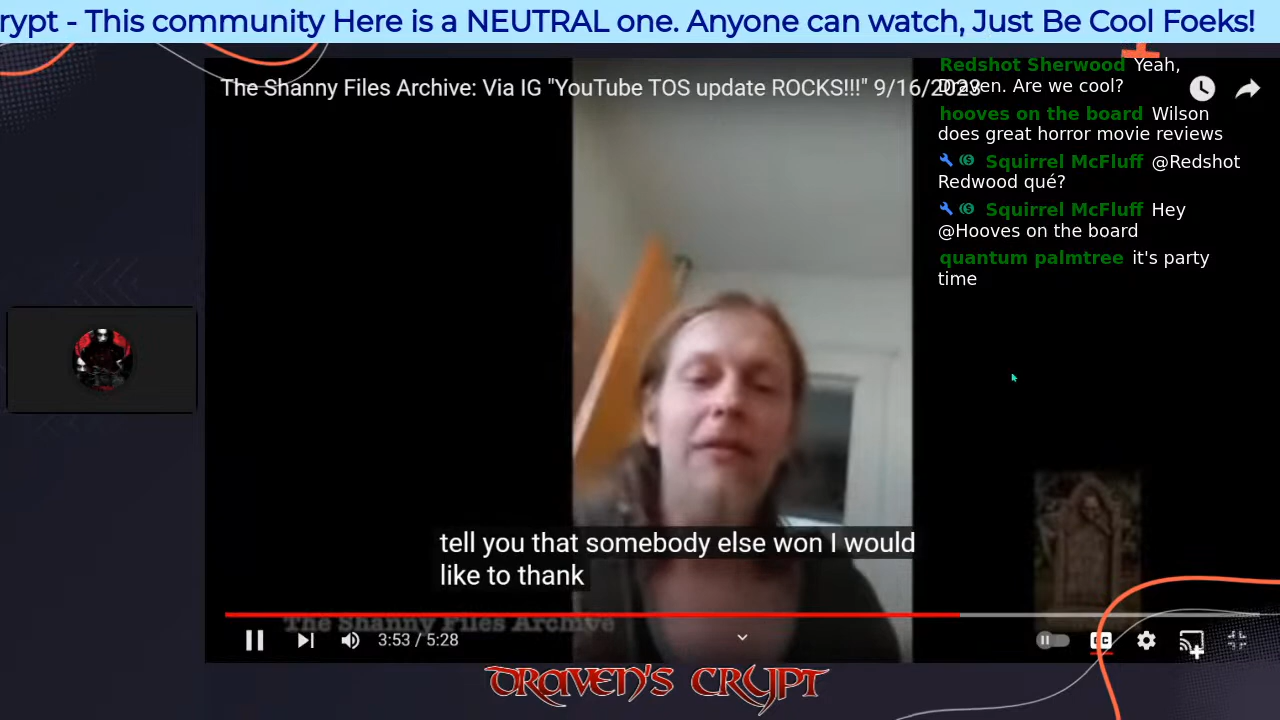 rypt - This community Here is a NEUTRAL one. Anyone can watch, Just Be Cool Foeks!
The Shanny Files Archive: Via IG "YouTube TOS update ROCKS!!!" 9/16/2023
Redshot Sherwood Yeah,
Draven. Are we cool?
hooves on the board Wilson
does great horror movie reviews
Squirrel McFluff @Redshot
Redwood qué?
Squirrel McFluff Hey
@Hooves on the board
quantum palmtree it's party
time
tell you that somebody else won I would
like to thank
The Shanny Files Archive
3:53 / 5:28
CC
DRAVEN'S CRYPT